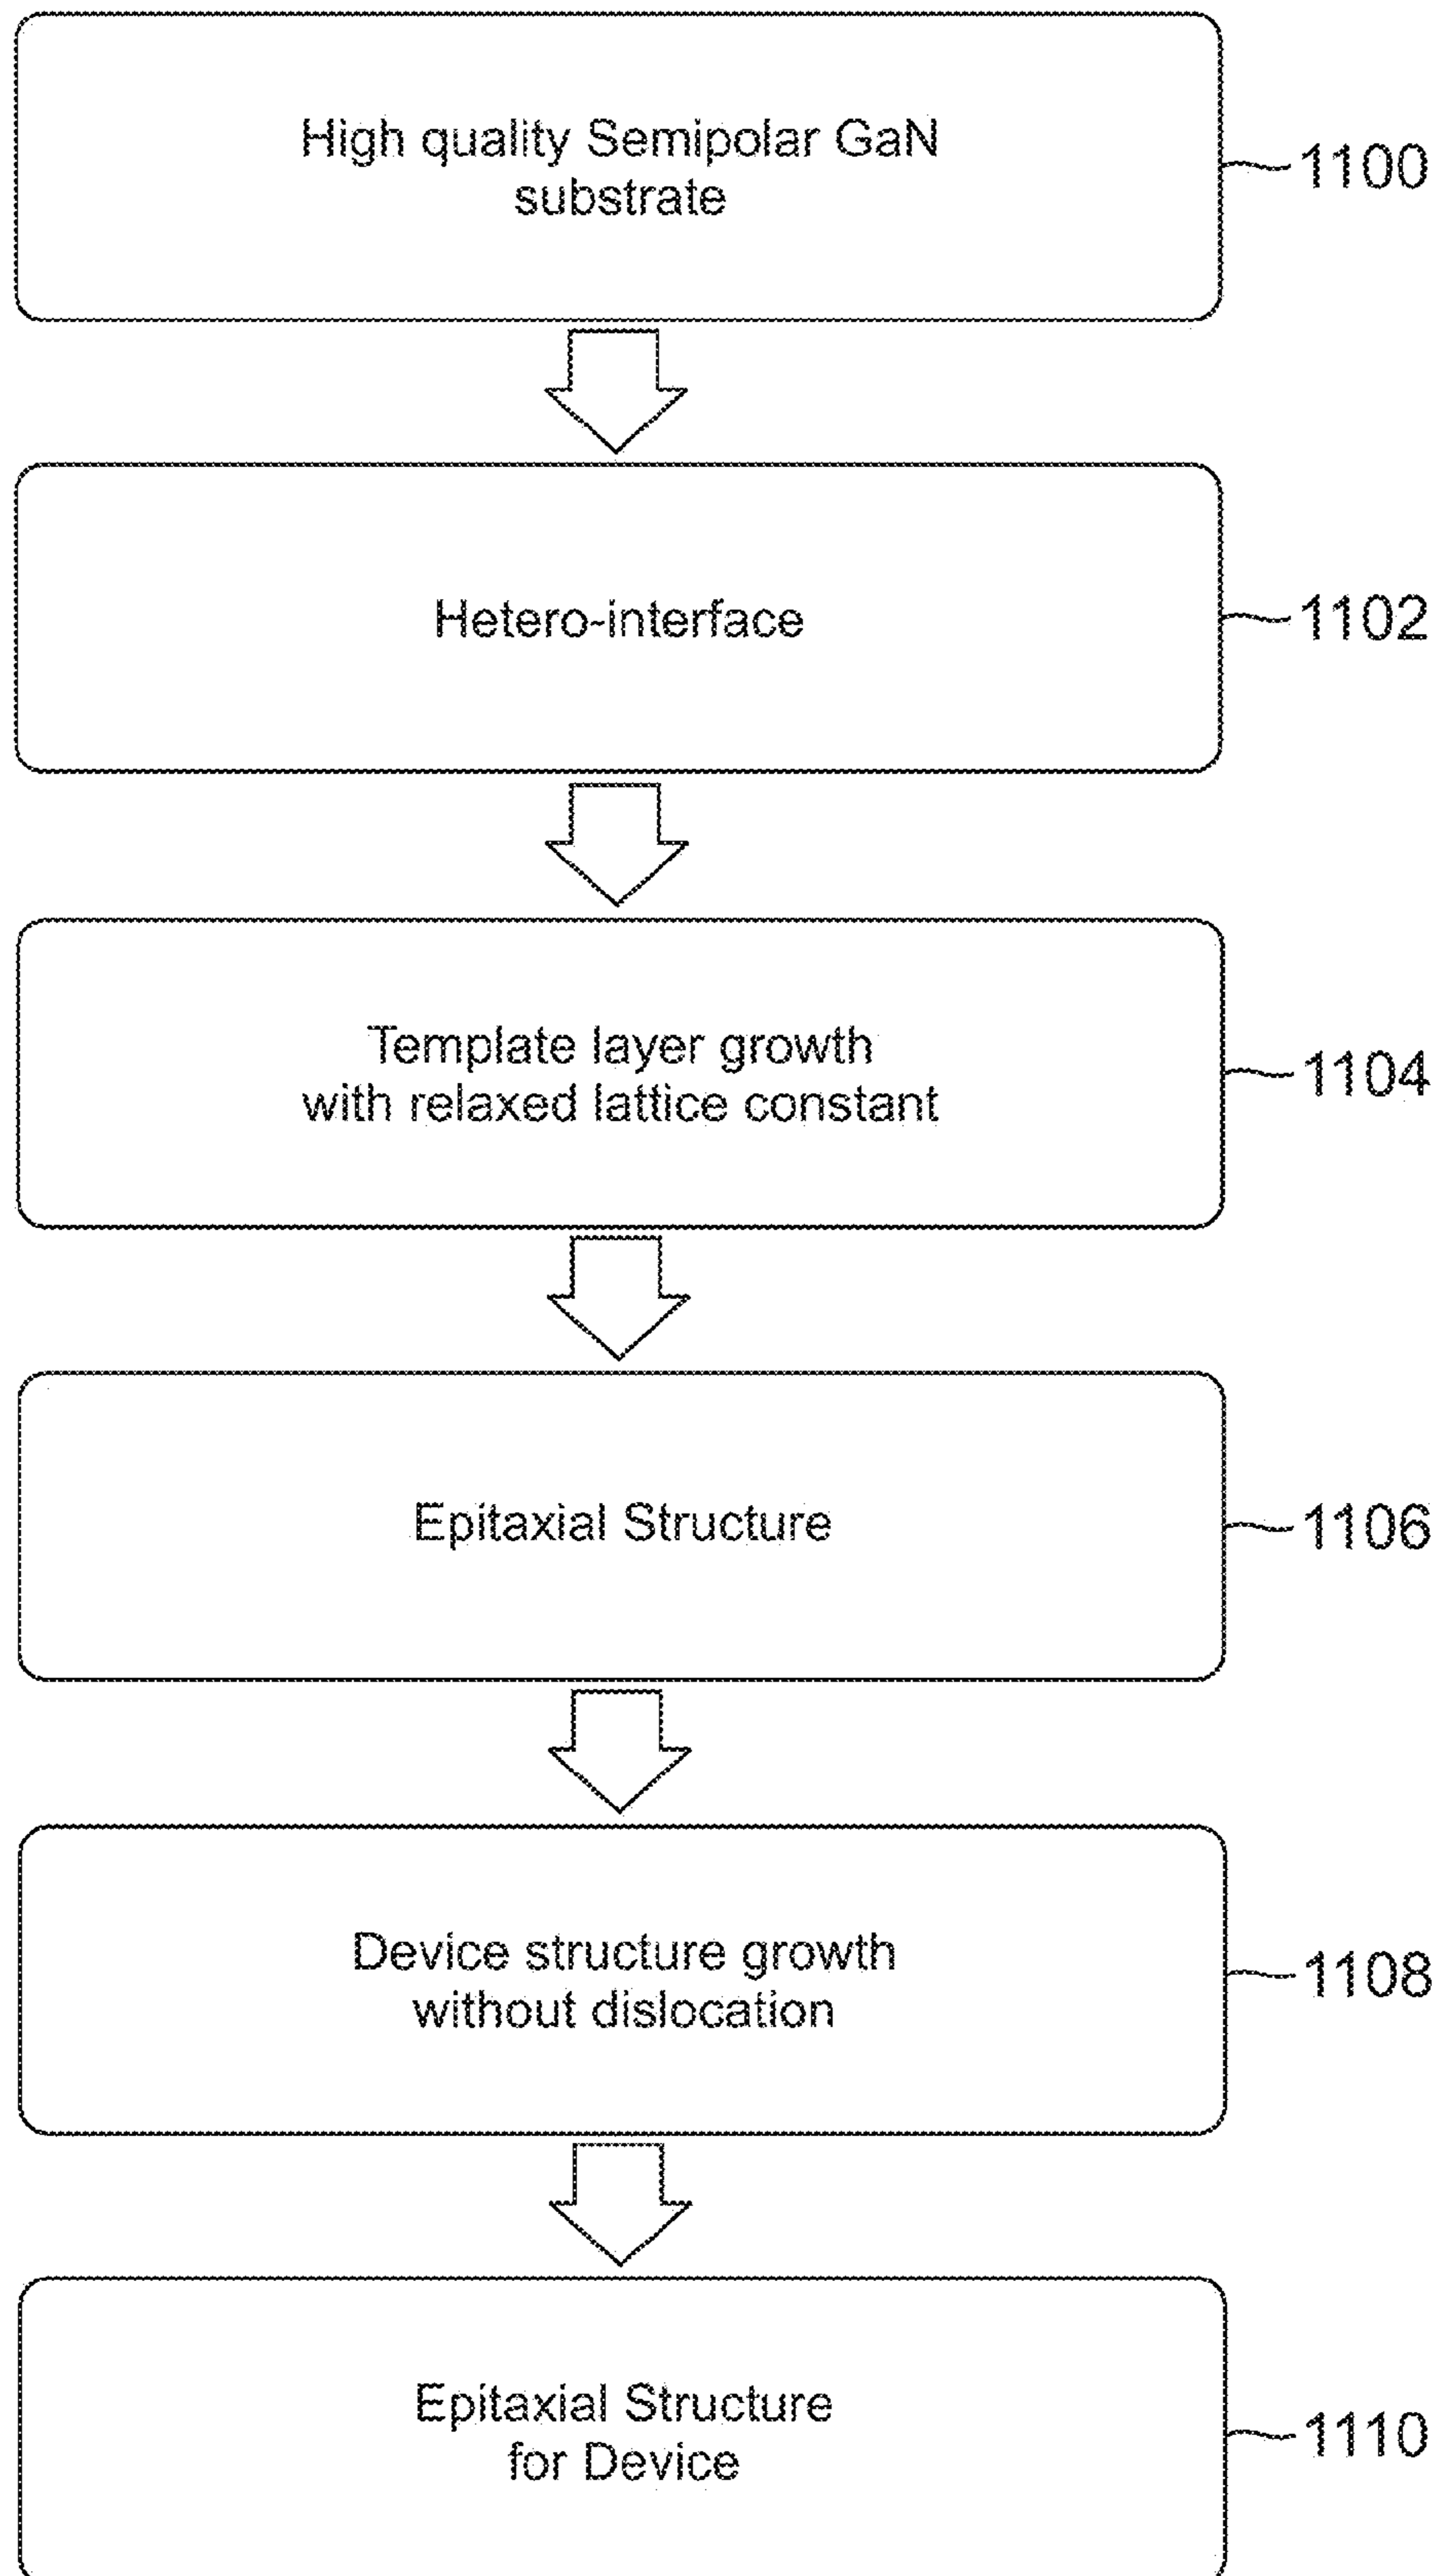 High quality Semipolar GaN
substrate
1100
Hetero-interface
1102
Template layer growth
with relaxed lattice constant
1104
Epitaxial Structure
1106
Device structure growth
without dislocation
1108
Epitaxial Structure
for Device
1110